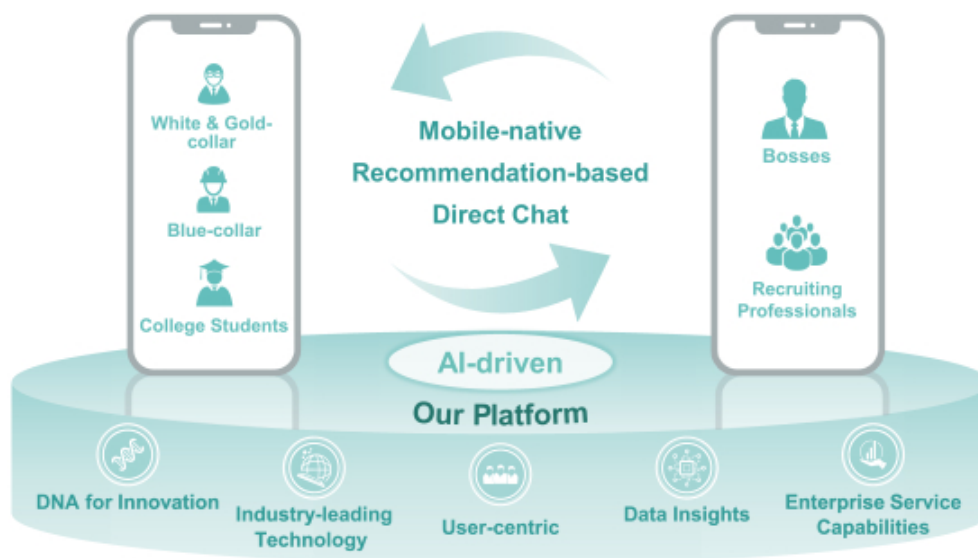 White & Gold-
collar
Blue-collar
College Students
Mobile-native
Recommendation-based
Direct Chat
Bosses
Recruiting
Professionals
AI-driven
Our Platform
DNA for Innovation
Industry-leading
Technology
User-centric
Data Insights
Enterprise Service
Capabilities